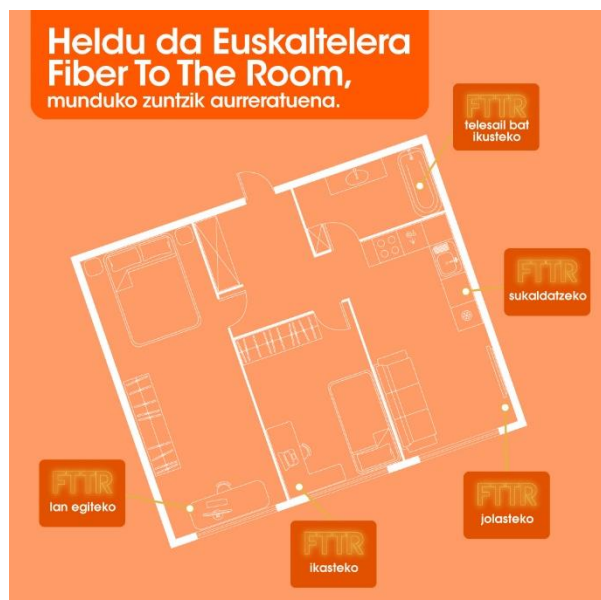 Heldu da Euskaltelera
Fiber To The Room,
munduko zuntzik aurreratuena.
FTTR
telesail bat
ikusteko
FTTR
sukaldatzeko
FTTR
lan egiteko
FTTR
jolasteko
FTTR
ikasteko